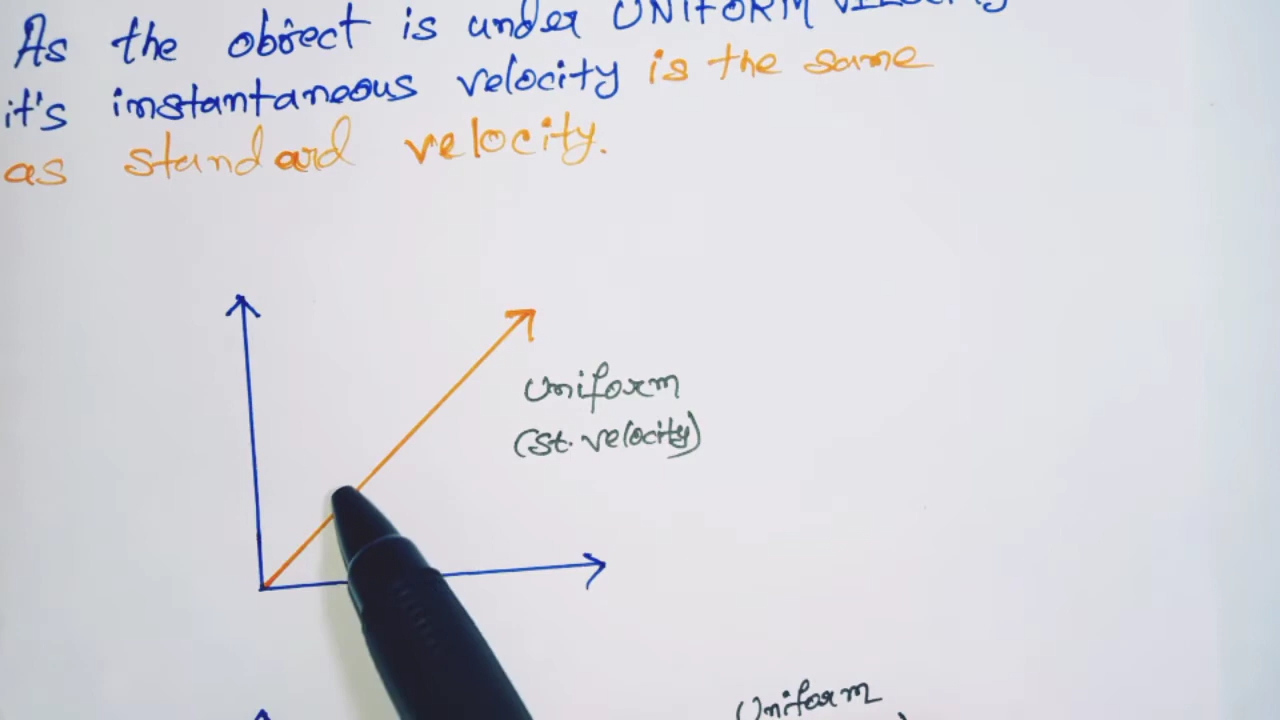 As the object is under UNIFORM VELOCITY
it's instantaneous velocity is the same
as standard velocity.
Uniform
(St. velocity)
Uniform